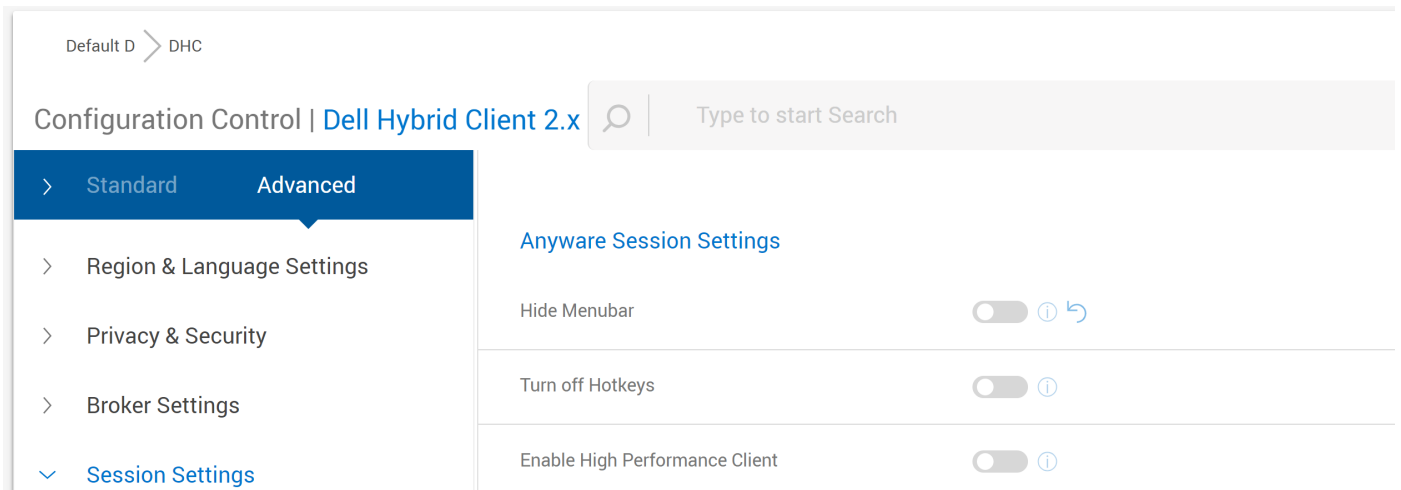 Default D DHC
Configuration Control | Dell Hybrid Client 2.x
Type to start Search
Standard Advanced
Region & Language Settings
Privacy & Security
Broker Settings
Session Settings
Anyware Session Settings
Hide Menubar
Turn off Hotkeys
Enable High Performance Client